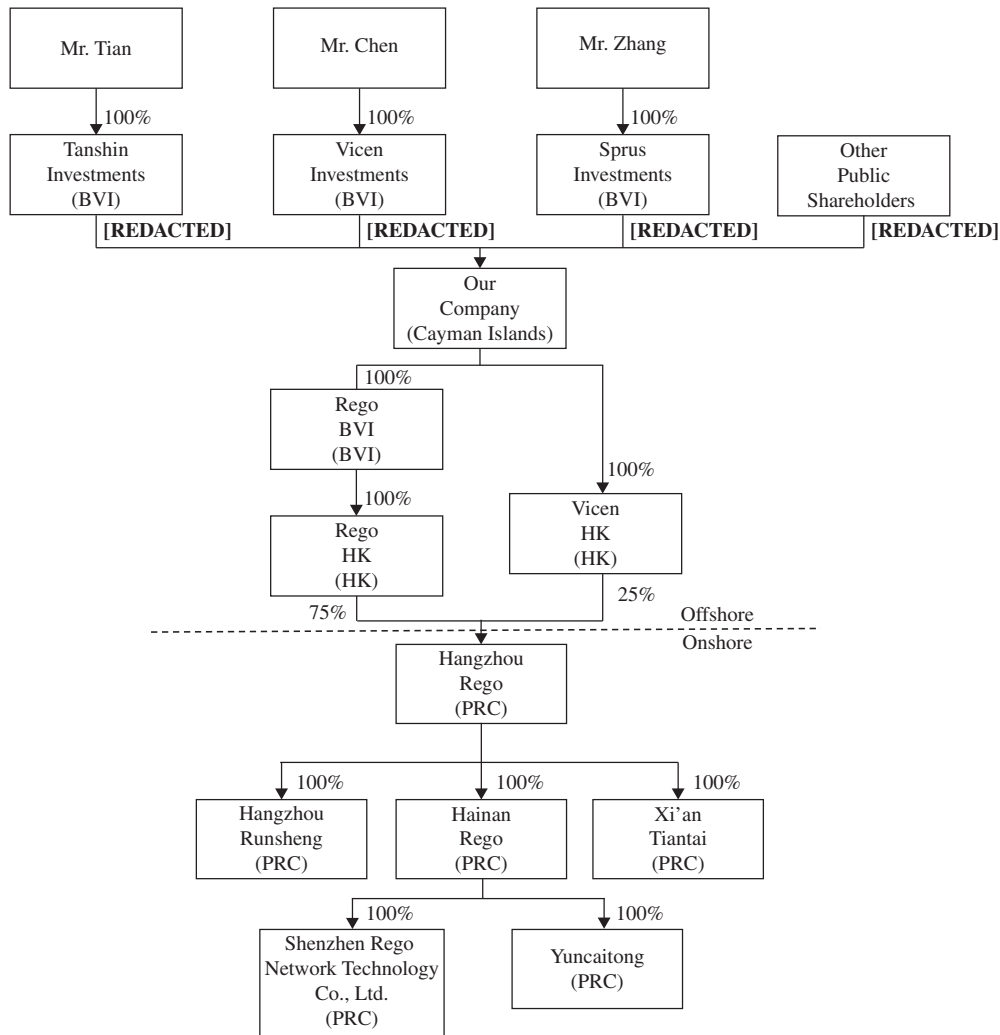 Mr. Tian
Mr. Chen
Mr. Zhang
100%
100%
100%
Tanshin
Investments
(BVI)
Vicen
Investments
(BVI)
Sprus
Investments
(BVI)
Other
Public
Shareholders
[REDACTED]
[REDACTED]
[REDACTED]
[REDACTED]
Our
Company
(Cayman Islands)
100%
Rego
BVI
(BVI)
100%
100%
Rego
HK
(HK)
Vicen
HK
(HK)
75%
25%
Offshore
Onshore
Hangzhou
Rego
(PRC)
100%
100%
100%
Hangzhou
Runsheng
(PRC)
Hainan
Rego
(PRC)
Xi’an
Tiantai
(PRC)
100%
100%
Shenzhen Rego
Network Technology
Co., Ltd.
(PRC)
Yuncaitong
(PRC)